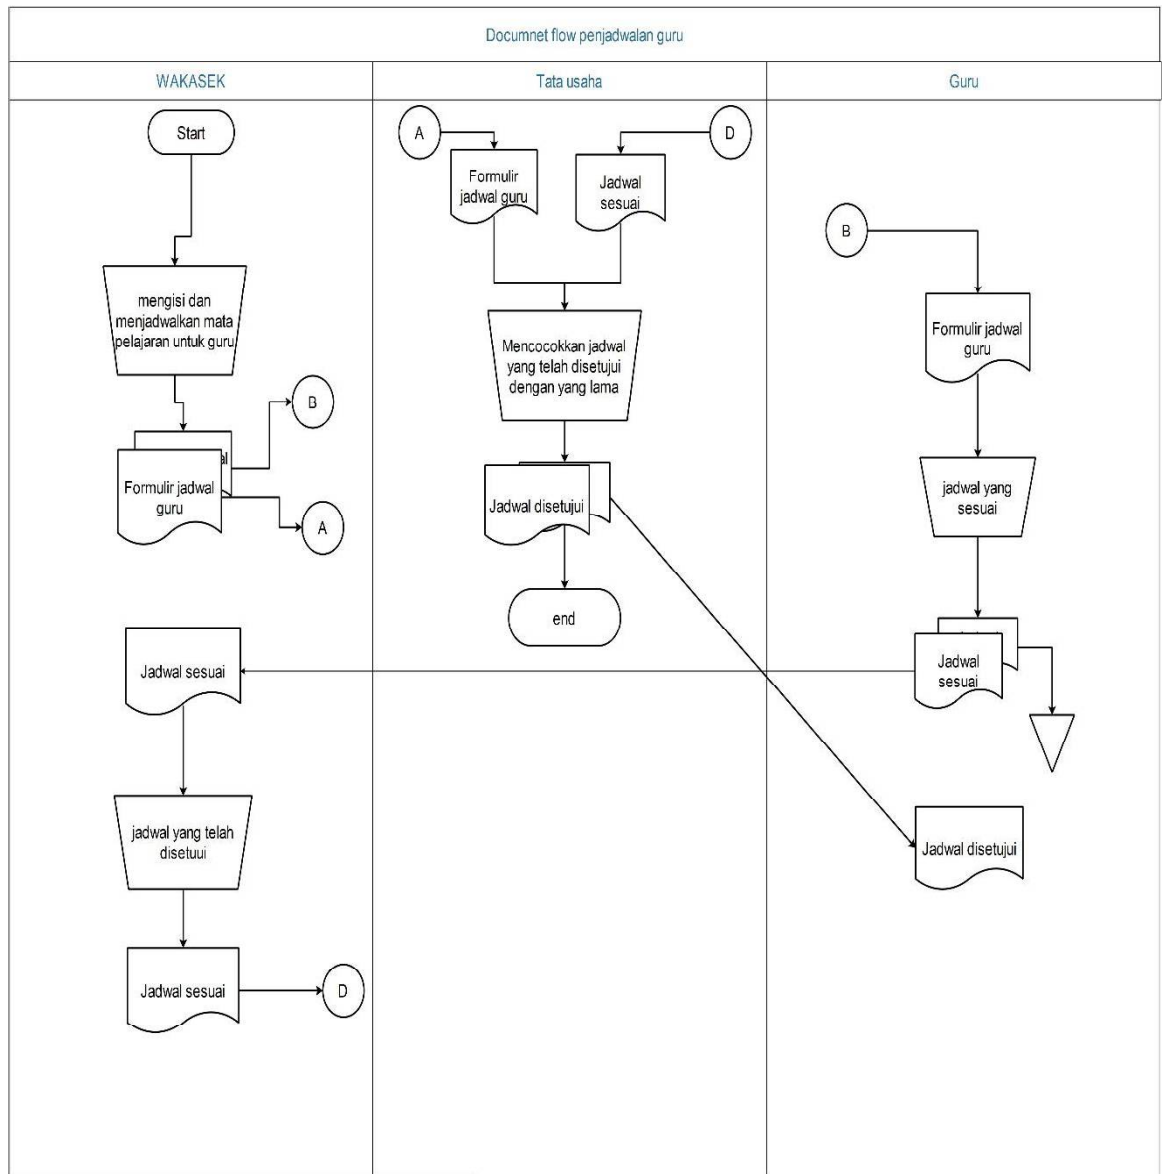 Documnet flow penjadwalan guru
WAKASEK
Tata usaha
Guru
Start
mengisi dan
menjadwalkan mata
pelajaran untuk guru
B
al
Formulir jadwal
guru
A
Jadwal sesuai
jadwal yang telah
disetuui
Jadwal sesuai
D
A
D
Formulir
jadwal guru
Jadwal
sesuai
Mencocokkan jadwal
yang telah disetujui
dengan yang lama
Jadwal disetujui
end
B
Formulir jadwal
guru
jadwal yang
sesuai
Jadwal
sesuai
Jadwal disetujui